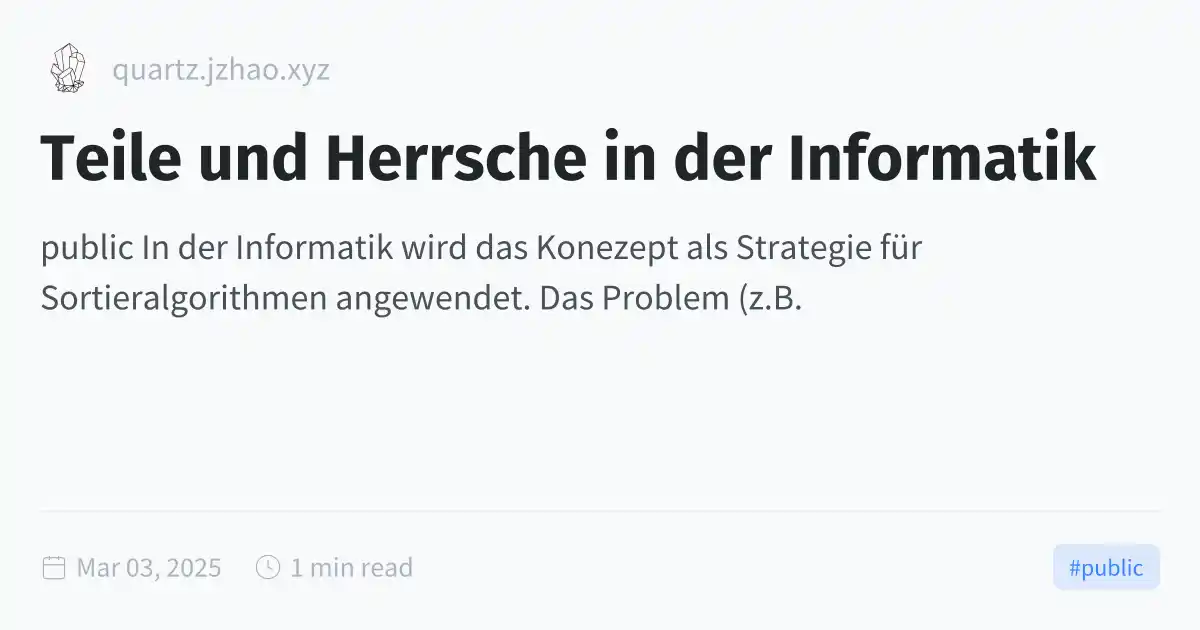 quartz.jzhao.xyz
Teile und Herrsche in der Informatik
public In der Informatik wird das Konezept als Strategie für
Sortieralgorithmen angewendet. Das Problem (z.B.
Mar 03, 2025 1 min read #public